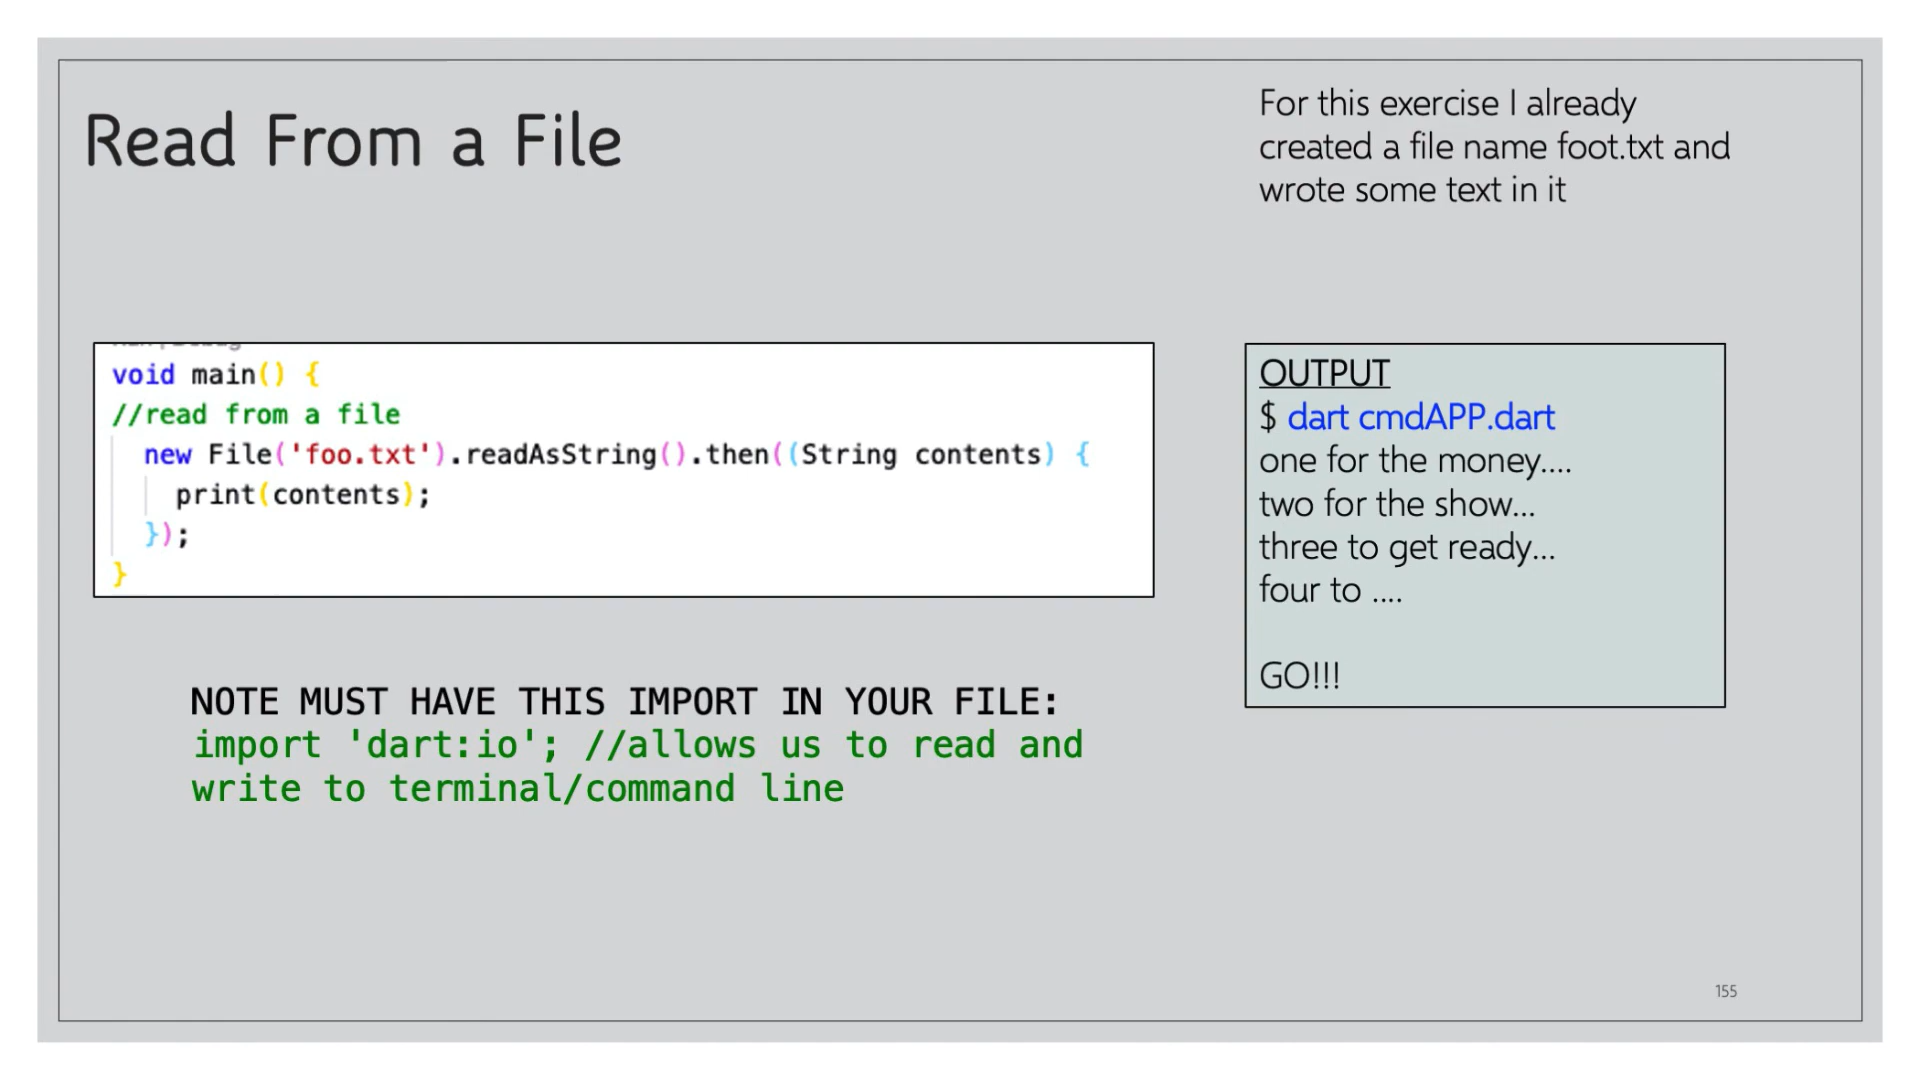 Read From a File
For this exercise I already
created a file name foot.txt and
wrote some text in it
void main() {
//read from a file
new File('foo.txt').readAsString().then((String contents) {
print(contents);
});
}
OUTPUT
$ dart cmdAPP.dart
one for the money....
two for the show...
three to get ready...
four to ....
GO!!!
NOTE MUST HAVE THIS IMPORT IN YOUR FILE:
import 'dart:io'; //allows us to read and
write to terminal/command line
155